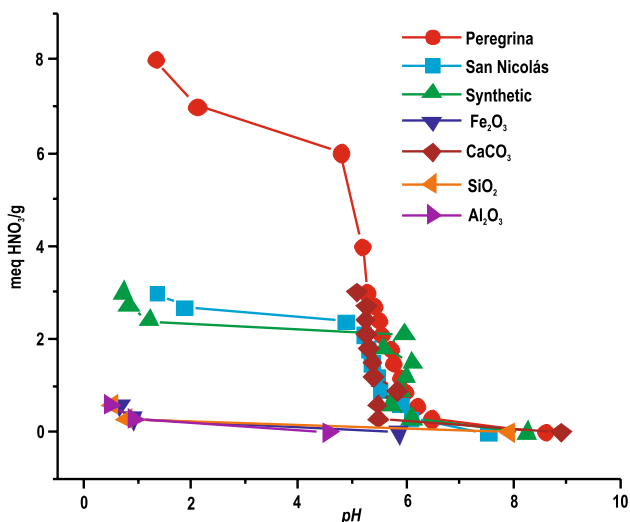 8
6
4
2
0
meq HNO₃/g
0
2
4
6
8
10
pH
Peregrina
San Nicolás
Synthetic
Fe₂O₃
CaCO₃
SiO₂
Al₂O₃